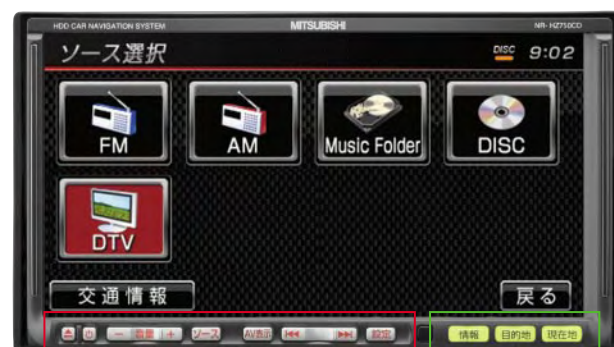 HDD CAR NAVIGATION SYSTEM MITSUBISHI NR-HZ750CD
ソース選択 DISC 9:02
FM AM Music Folder DISC
DTV
交通情報 戻る
− 音量 + ソース AV表示 設定 情報 目的地 現在地